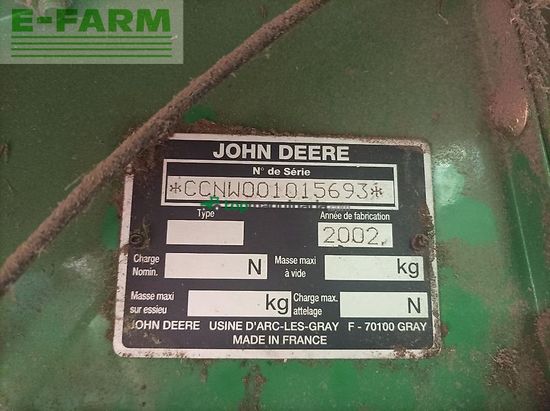 E-FARM
JOHN DEERE
N° de Série
*CCNW001015693*
Type
Année de fabrication
2002
Charge Nomin.
N
Masse maxi à vide
kg
Masse maxi sur essieu
kg
Charge max. attelage
N
JOHN DEERE USINE D'ARC-LES-GRAY F - 70100 GRAY
MADE IN FRANCE